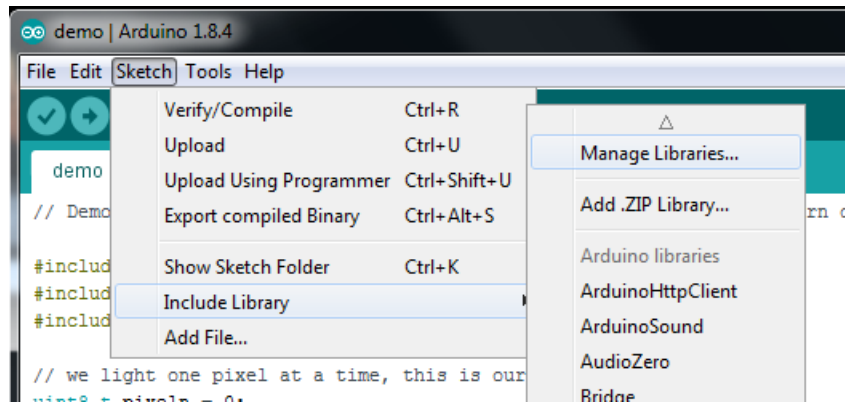 demo | Arduino 1.8.4
File Edit Sketch Tools Help
Verify/Compile Ctrl+R
Upload Ctrl+U
Upload Using Programmer Ctrl+Shift+U
Export compiled Binary Ctrl+Alt+S
Show Sketch Folder Ctrl+K
Include Library
Add File...
Manage Libraries...
Add .ZIP Library...
Arduino libraries
ArduinoHttpClient
ArduinoSound
AudioZero
Bridge
demo
// Demo
#includ
#includ
#includ
// we light one pixel at a time, this is our
uint8_t pixeln = 0;